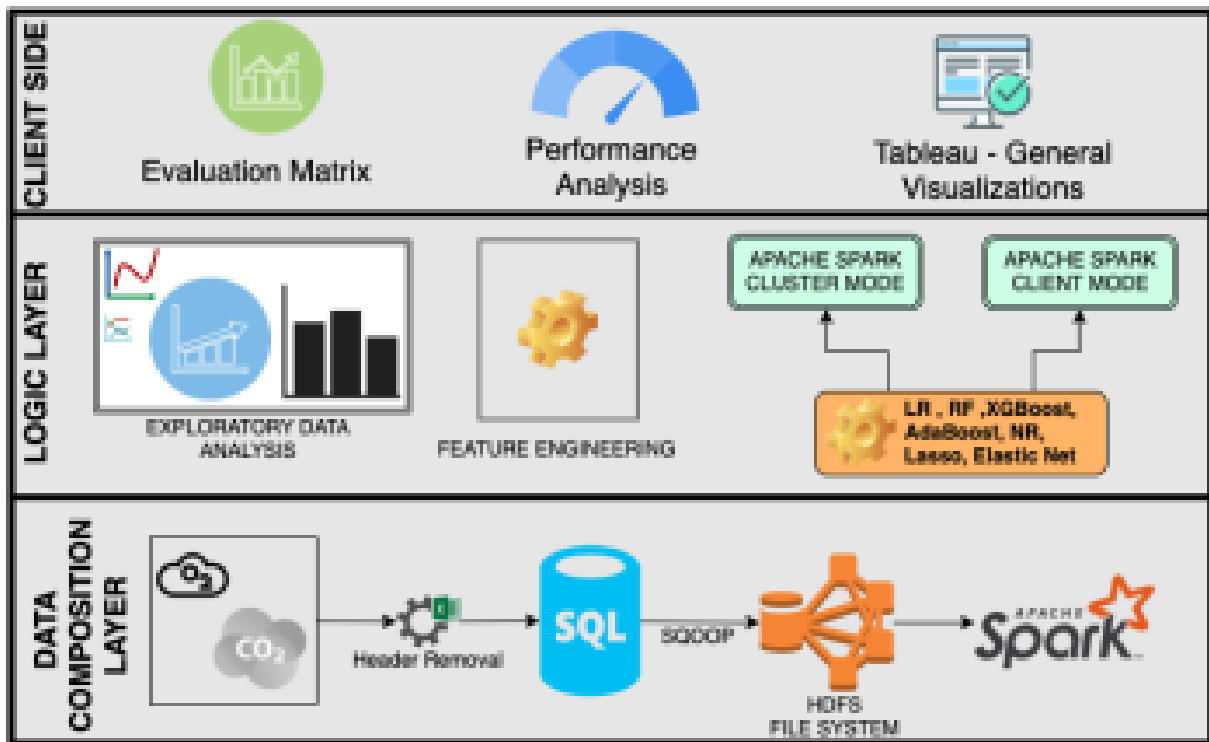 CLIENT SIDE
Evaluation Matrix
Performance
Analysis
Tableau - General
Visualizations
LOGIC LAYER
EXPLORATORY DATA
ANALYSIS
FEATURE ENGINEERING
APACHE SPARK
CLUSTER MODE
APACHE SPARK
CLIENT MODE
LR , RF ,XGBoost,
AdaBoost, NR,
Lasso, Elastic Net
DATA
COMPOSITION
LAYER
O3
CO2
Header Removal
SQL
SQOOP
HDFS
FILE SYSTEM
APACHE
Spark